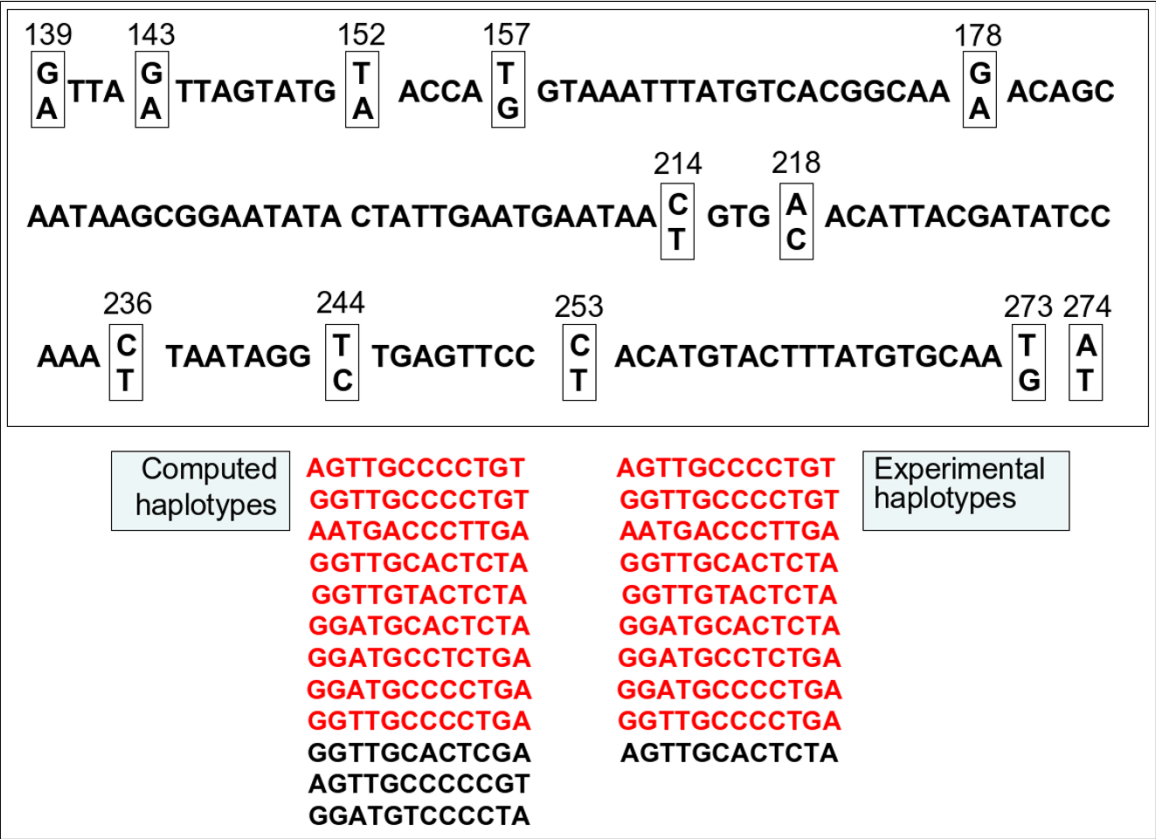 139 143 152 157 178
G G T T G
A TTA A TTAGTATG A ACCA G GTAAATTTATGTCACGGCAA A ACAGC
214 218
AATAAGCGGAATATA CTATTGAATGAATAA C GTG A ACATTACGATATCC
T C
236 244 253 273 274
AAA C TAATAGG T TGAGTTCC C ACATGTACTTTATGTGCAA T A
T C T G T
Computed
haplotypes
AGTTGCCCCTGT
GGTTGCCCCTGT
AATGACCCTTGA
GGTTGCACTCTA
GGTTGTACTCTA
GGATGCACTCTA
GGATGCCTCTGA
GGATGCCCCTGA
GGTTGCCCCTGA
GGTTGCACTCGA
AGTTGCCCCCGT
GGATGTCCCCTA
AGTTGCCCCTGT
GGTTGCCCCTGT
AATGACCCTTGA
GGTTGCACTCTA
GGTTGTACTCTA
GGATGCACTCTA
GGATGCCTCTGA
GGATGCCCCTGA
GGTTGCCCCTGA
AGTTGCACTCTA
Experimental
haplotypes